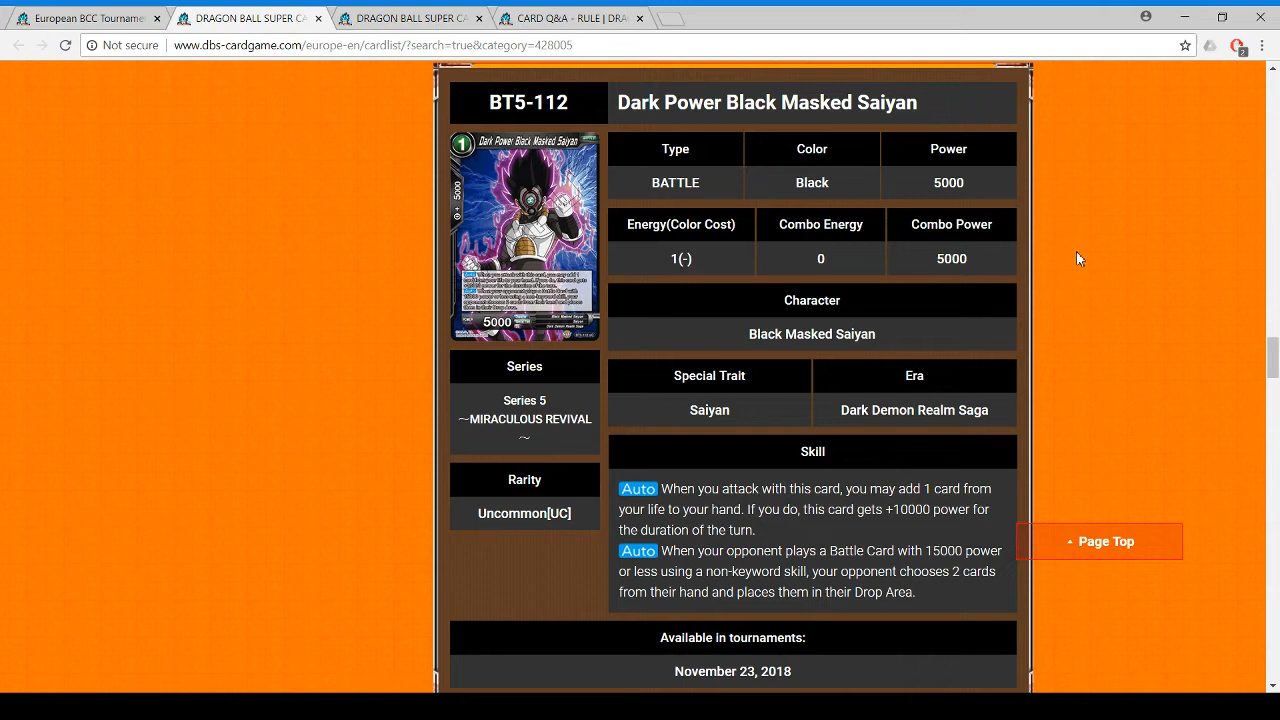 European BCC Tourname
DRAGON BALL SUPER CA
DRAGON BALL SUPER CA
CARD Q&A - RULE | DRA
Not secure
www.dbs-cardgame.com/europe-en/cardlist/?search=true&category=428005
2
BT5-112
Dark Power Black Masked Saiyan
1
Dark Power Black Masked Saiyan
5000
5000
Type
Color
Power
BATTLE
Black
5000
Energy(Color Cost)
Combo Energy
Combo Power
1(-)
0
5000
Character
Black Masked Saiyan
Series
Series 5
～MIRACULOUS REVIVAL
～
Special Trait
Era
Saiyan
Dark Demon Realm Saga
Rarity
Uncommon[UC]
Skill
Auto When you attack with this card, you may add 1 card from
your life to your hand. If you do, this card gets +10000 power for
the duration of the turn.
Auto When your opponent plays a Battle Card with 15000 power
or less using a non-keyword skill, your opponent chooses 2 cards
from their hand and places them in their Drop Area.
Page Top
Available in tournaments:
November 23, 2018